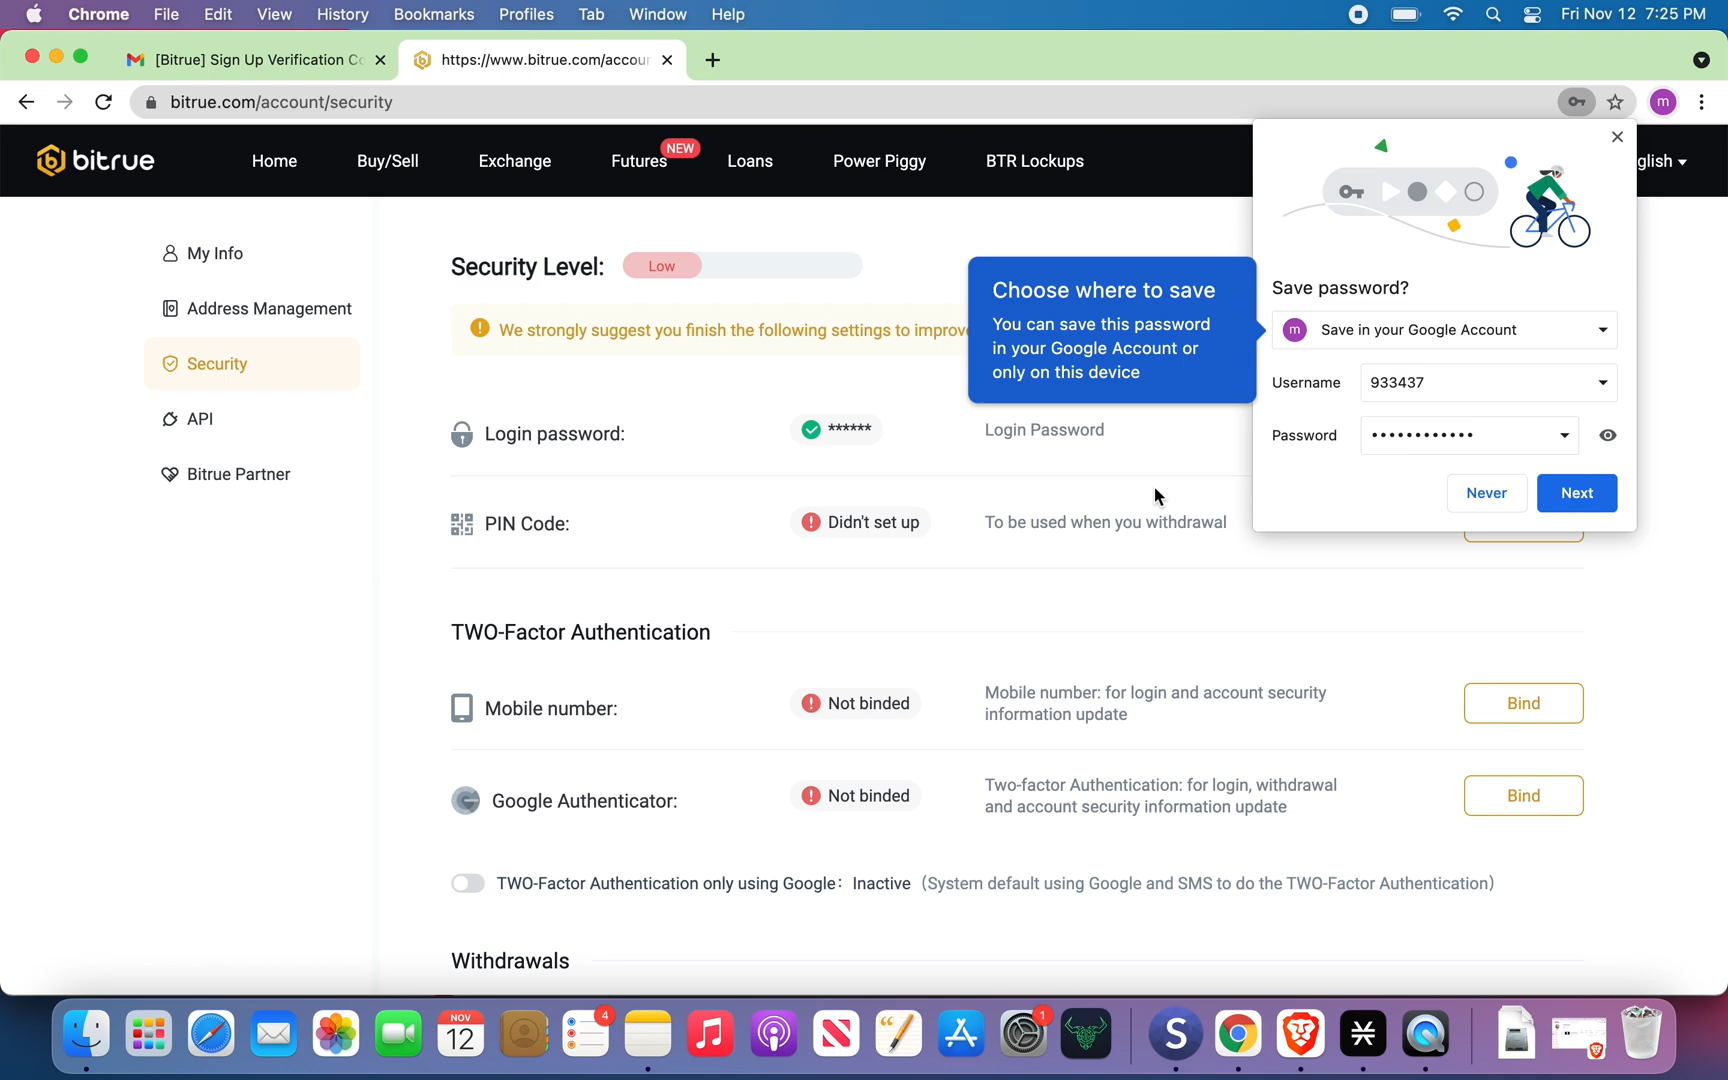 Chrome File Edit View History Bookmarks Profiles Tab Window Help Fri Nov 12 7:25 PM
[Bitrue] Sign Up Verification Co https://www.bitrue.com/accour
bitrue.com/account/security m
bitrue Home Buy/Sell Exchange Futures NEW Loans Power Piggy BTR Lockups glish
My Info
Address Management
Security
API
Bitrue Partner
Security Level: Low
We strongly suggest you finish the following settings to improve
Choose where to save
You can save this password
in your Google Account or
only on this device
Save password?
m Save in your Google Account
Username 933437
Password ••••••••••••
Never Next
Login password: ****** Login Password
PIN Code: Didn't set up To be used when you withdrawal
TWO-Factor Authentication
Mobile number: Not binded Mobile number: for login and account security
information update
Bind
Google Authenticator: Not binded Two-factor Authentication: for login, withdrawal
and account security information update
Bind
TWO-Factor Authentication only using Google: Inactive (System default using Google and SMS to do the TWO-Factor Authentication)
Withdrawals
NOV
12
4
1
S